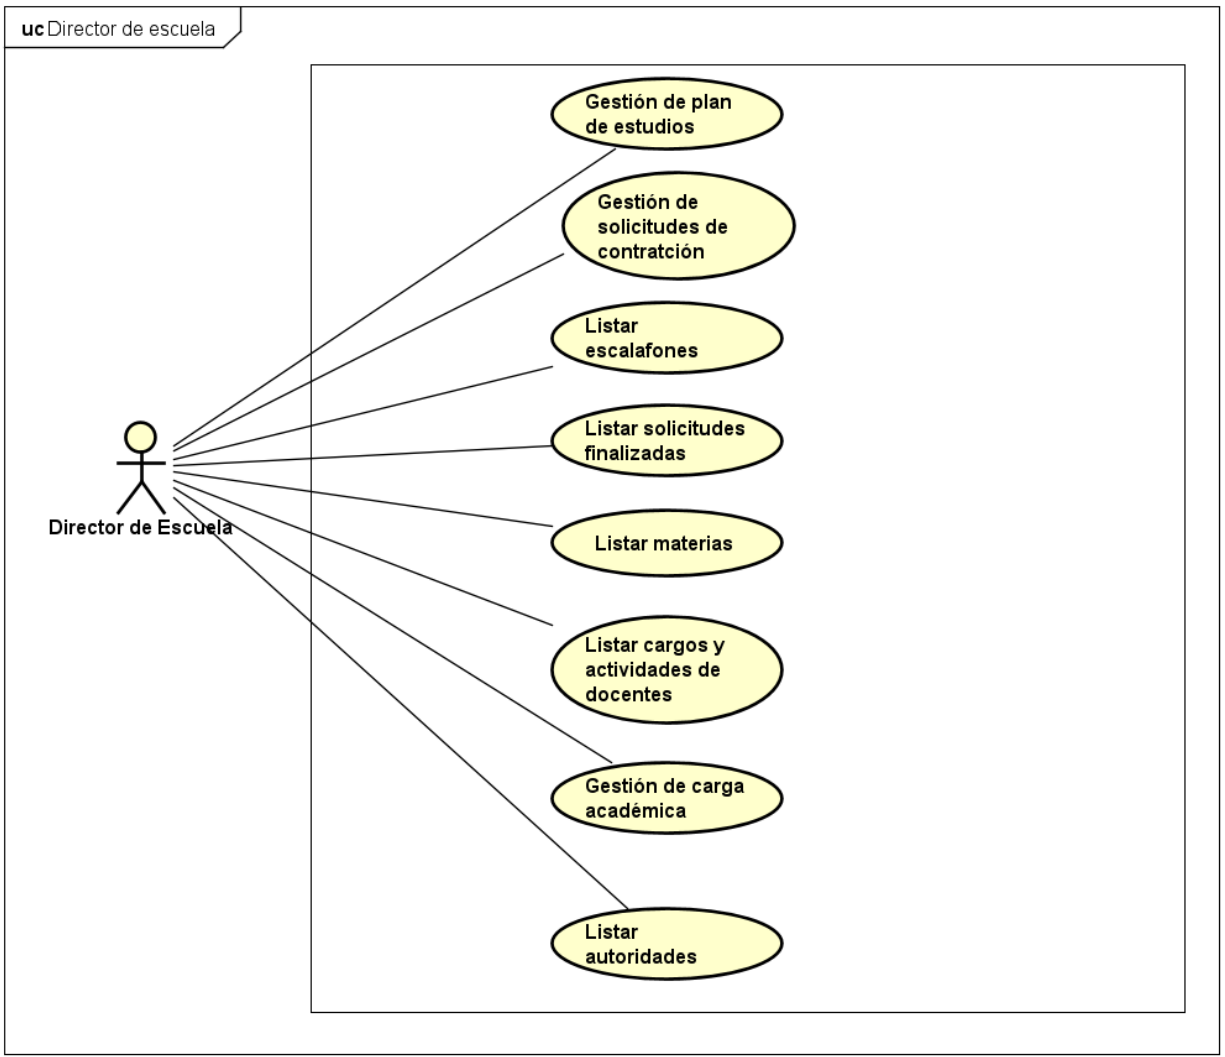 uc Director de escuela
Gestión de plan
de estudios
Gestión de
solicitudes de
contratción
Listar
escalafones
Listar solicitudes
finalizadas
Director de Escuela
Listar materias
Listar cargos y
actividades de
docentes
Gestión de carga
académica
Listar
autoridades